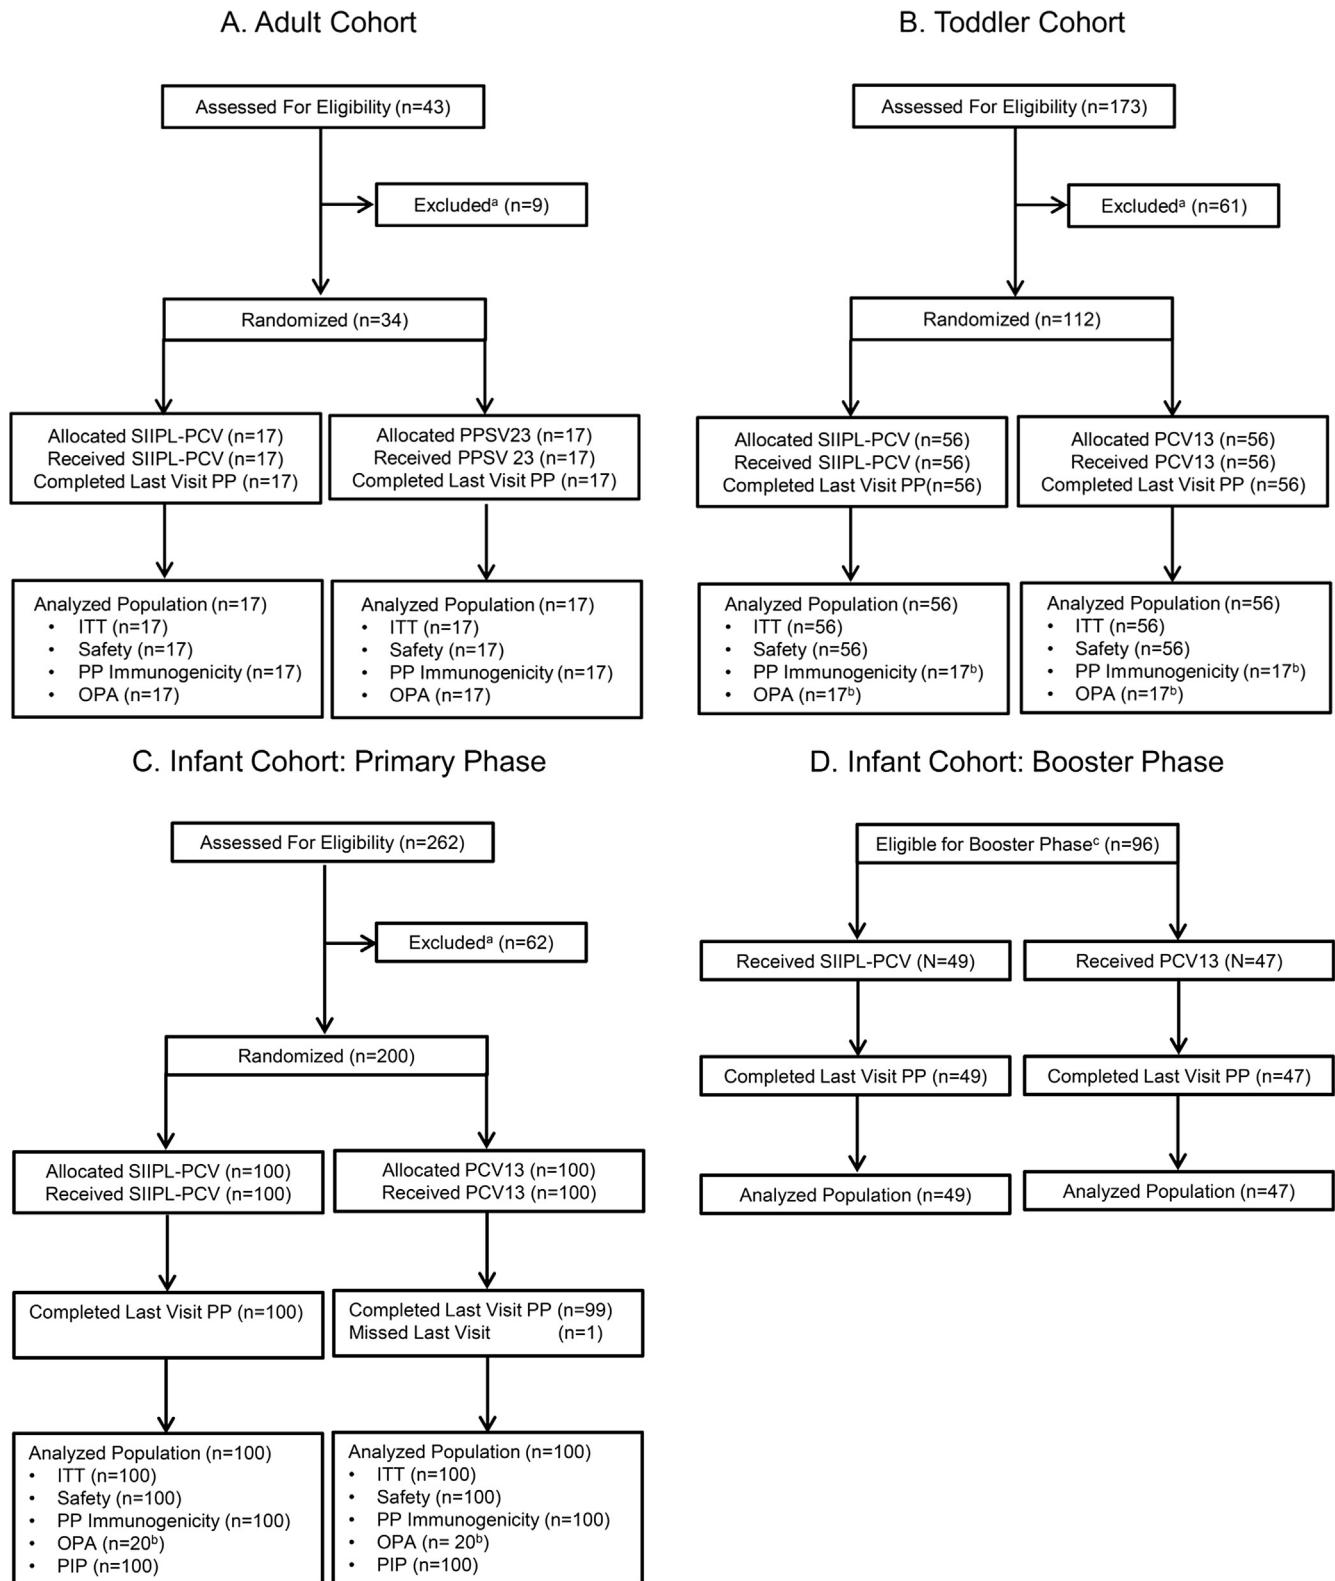 A. Adult Cohort
Assessed For Eligibility (n=43)
Excludedᵃ (n=9)
Randomized (n=34)
Allocated SIIPL-PCV (n=17)
Received SIIPL-PCV (n=17)
Completed Last Visit PP (n=17)
Allocated PPSV23 (n=17)
Received PPSV 23 (n=17)
Completed Last Visit PP (n=17)
Analyzed Population (n=17)
• ITT (n=17)
• Safety (n=17)
• PP Immunogenicity (n=17)
• OPA (n=17)
Analyzed Population (n=17)
• ITT (n=17)
• Safety (n=17)
• PP Immunogenicity (n=17)
• OPA (n=17)
B. Toddler Cohort
Assessed For Eligibility (n=173)
Excludedᵃ (n=61)
Randomized (n=112)
Allocated SIIPL-PCV (n=56)
Received SIIPL-PCV (n=56)
Completed Last Visit PP(n=56)
Allocated PCV13 (n=56)
Received PCV13 (n=56)
Completed Last Visit PP (n=56)
Analyzed Population (n=56)
• ITT (n=56)
• Safety (n=56)
• PP Immunogenicity (n=17ᵇ)
• OPA (n=17ᵇ)
Analyzed Population (n=56)
• ITT (n=56)
• Safety (n=56)
• PP Immunogenicity (n=17ᵇ)
• OPA (n=17ᵇ)
C. Infant Cohort: Primary Phase
Assessed For Eligibility (n=262)
Excludedᵃ (n=62)
Randomized (n=200)
Allocated SIIPL-PCV (n=100)
Received SIIPL-PCV (n=100)
Allocated PCV13 (n=100)
Received PCV13 (n=100)
Completed Last Visit PP (n=100)
Completed Last Visit PP (n=99)
Missed Last Visit (n=1)
Analyzed Population (n=100)
• ITT (n=100)
• Safety (n=100)
• PP Immunogenicity (n=100)
• OPA (n=20ᵇ)
• PIP (n=100)
Analyzed Population (n=100)
• ITT (n=100)
• Safety (n=100)
• PP Immunogenicity (n=100)
• OPA (n= 20ᵇ)
• PIP (n=100)
D. Infant Cohort: Booster Phase
Eligible for Booster Phaseᶜ (n=96)
Received SIIPL-PCV (N=49)
Received PCV13 (N=47)
Completed Last Visit PP (n=49)
Completed Last Visit PP (n=47)
Analyzed Population (n=49)
Analyzed Population (n=47)